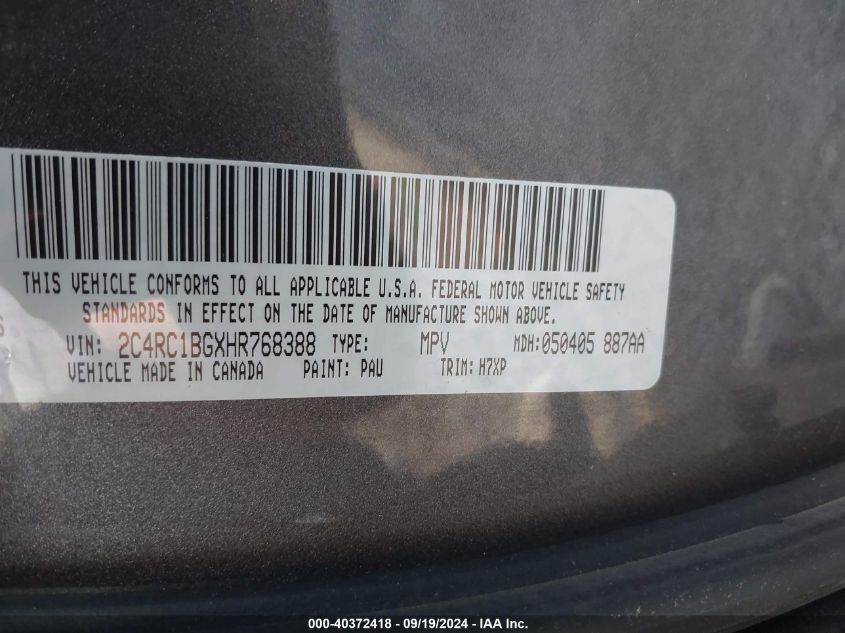 THIS VEHICLE CONFORMS TO ALL APPLICABLE U.S.A. FEDERAL MOTOR VEHICLE SAFETY
STANDARDS IN EFFECT ON THE DATE OF MANUFACTURE SHOWN ABOVE.
VIN: 2C4RC1BGXHR768388 TYPE: MPV MDH: 050405 887AA
VEHICLE MADE IN CANADA PAINT: PAU TRIM: H7XP
000-40372418 - 09/19/2024 - IAA Inc.